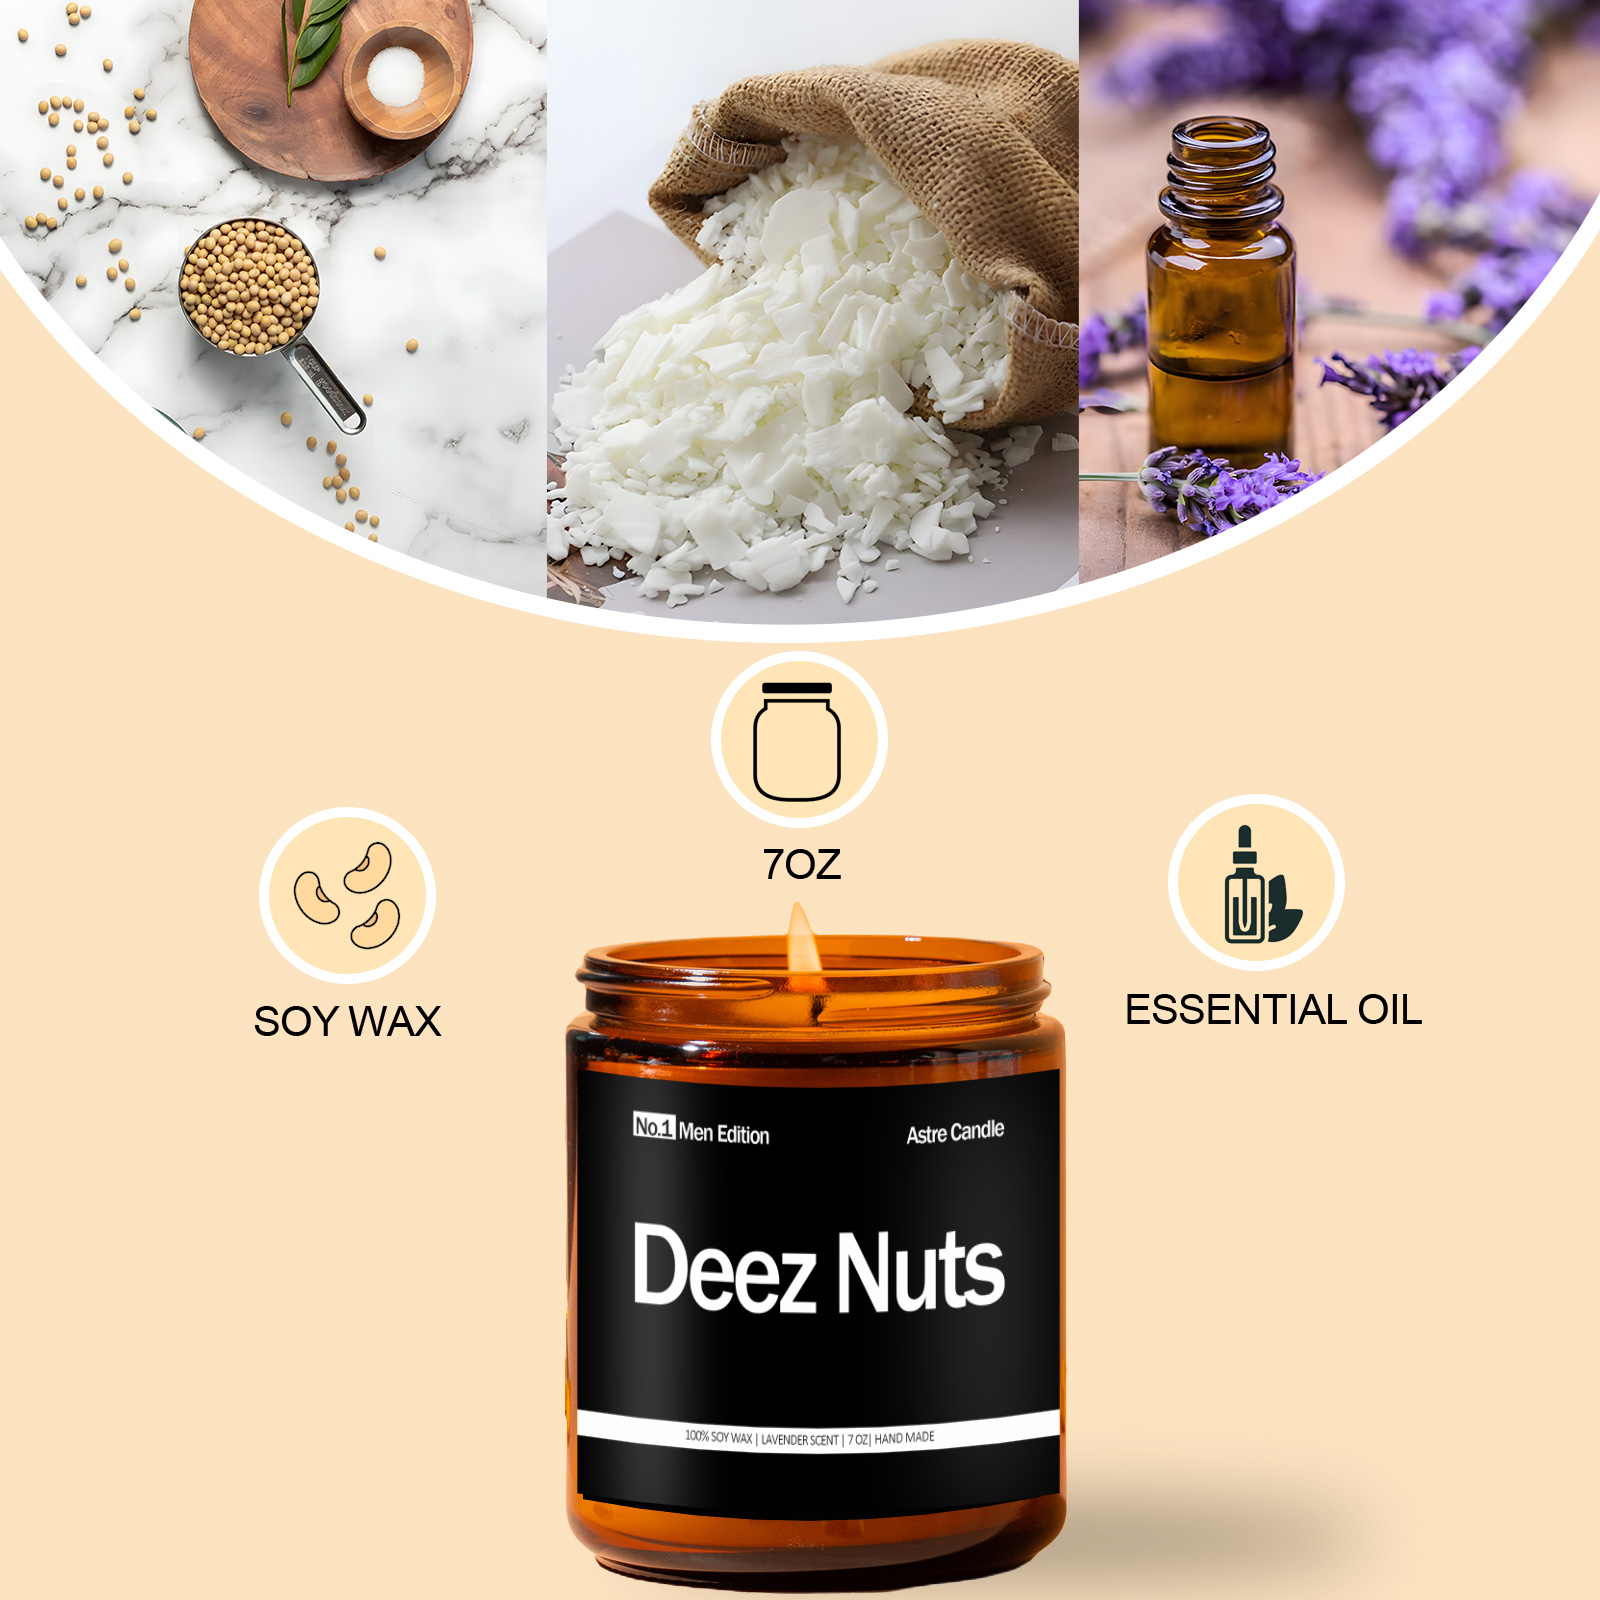 7OZ
SOY WAX
ESSENTIAL OIL
No.1 Men Edition
Astre Candle
Deez Nuts
100% SOY WAX | LAVENDER SCENT | 7 OZ| HAND MADE